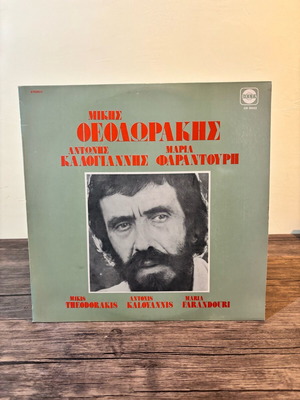 ΜΙΚΗΣ
ΘΕΟΔΩΡΑΚΗΣ
ΑΝΤΩΝΗΣ ΜΑΡΙΑ
ΚΑΛΟΓΙΑΝΝΗΣ ΦΑΡΑΝΤΟΥΡΗ
MIKIS ANTONIS MARIA
THEODORAKIS KALOYANNIS FARANDOURI